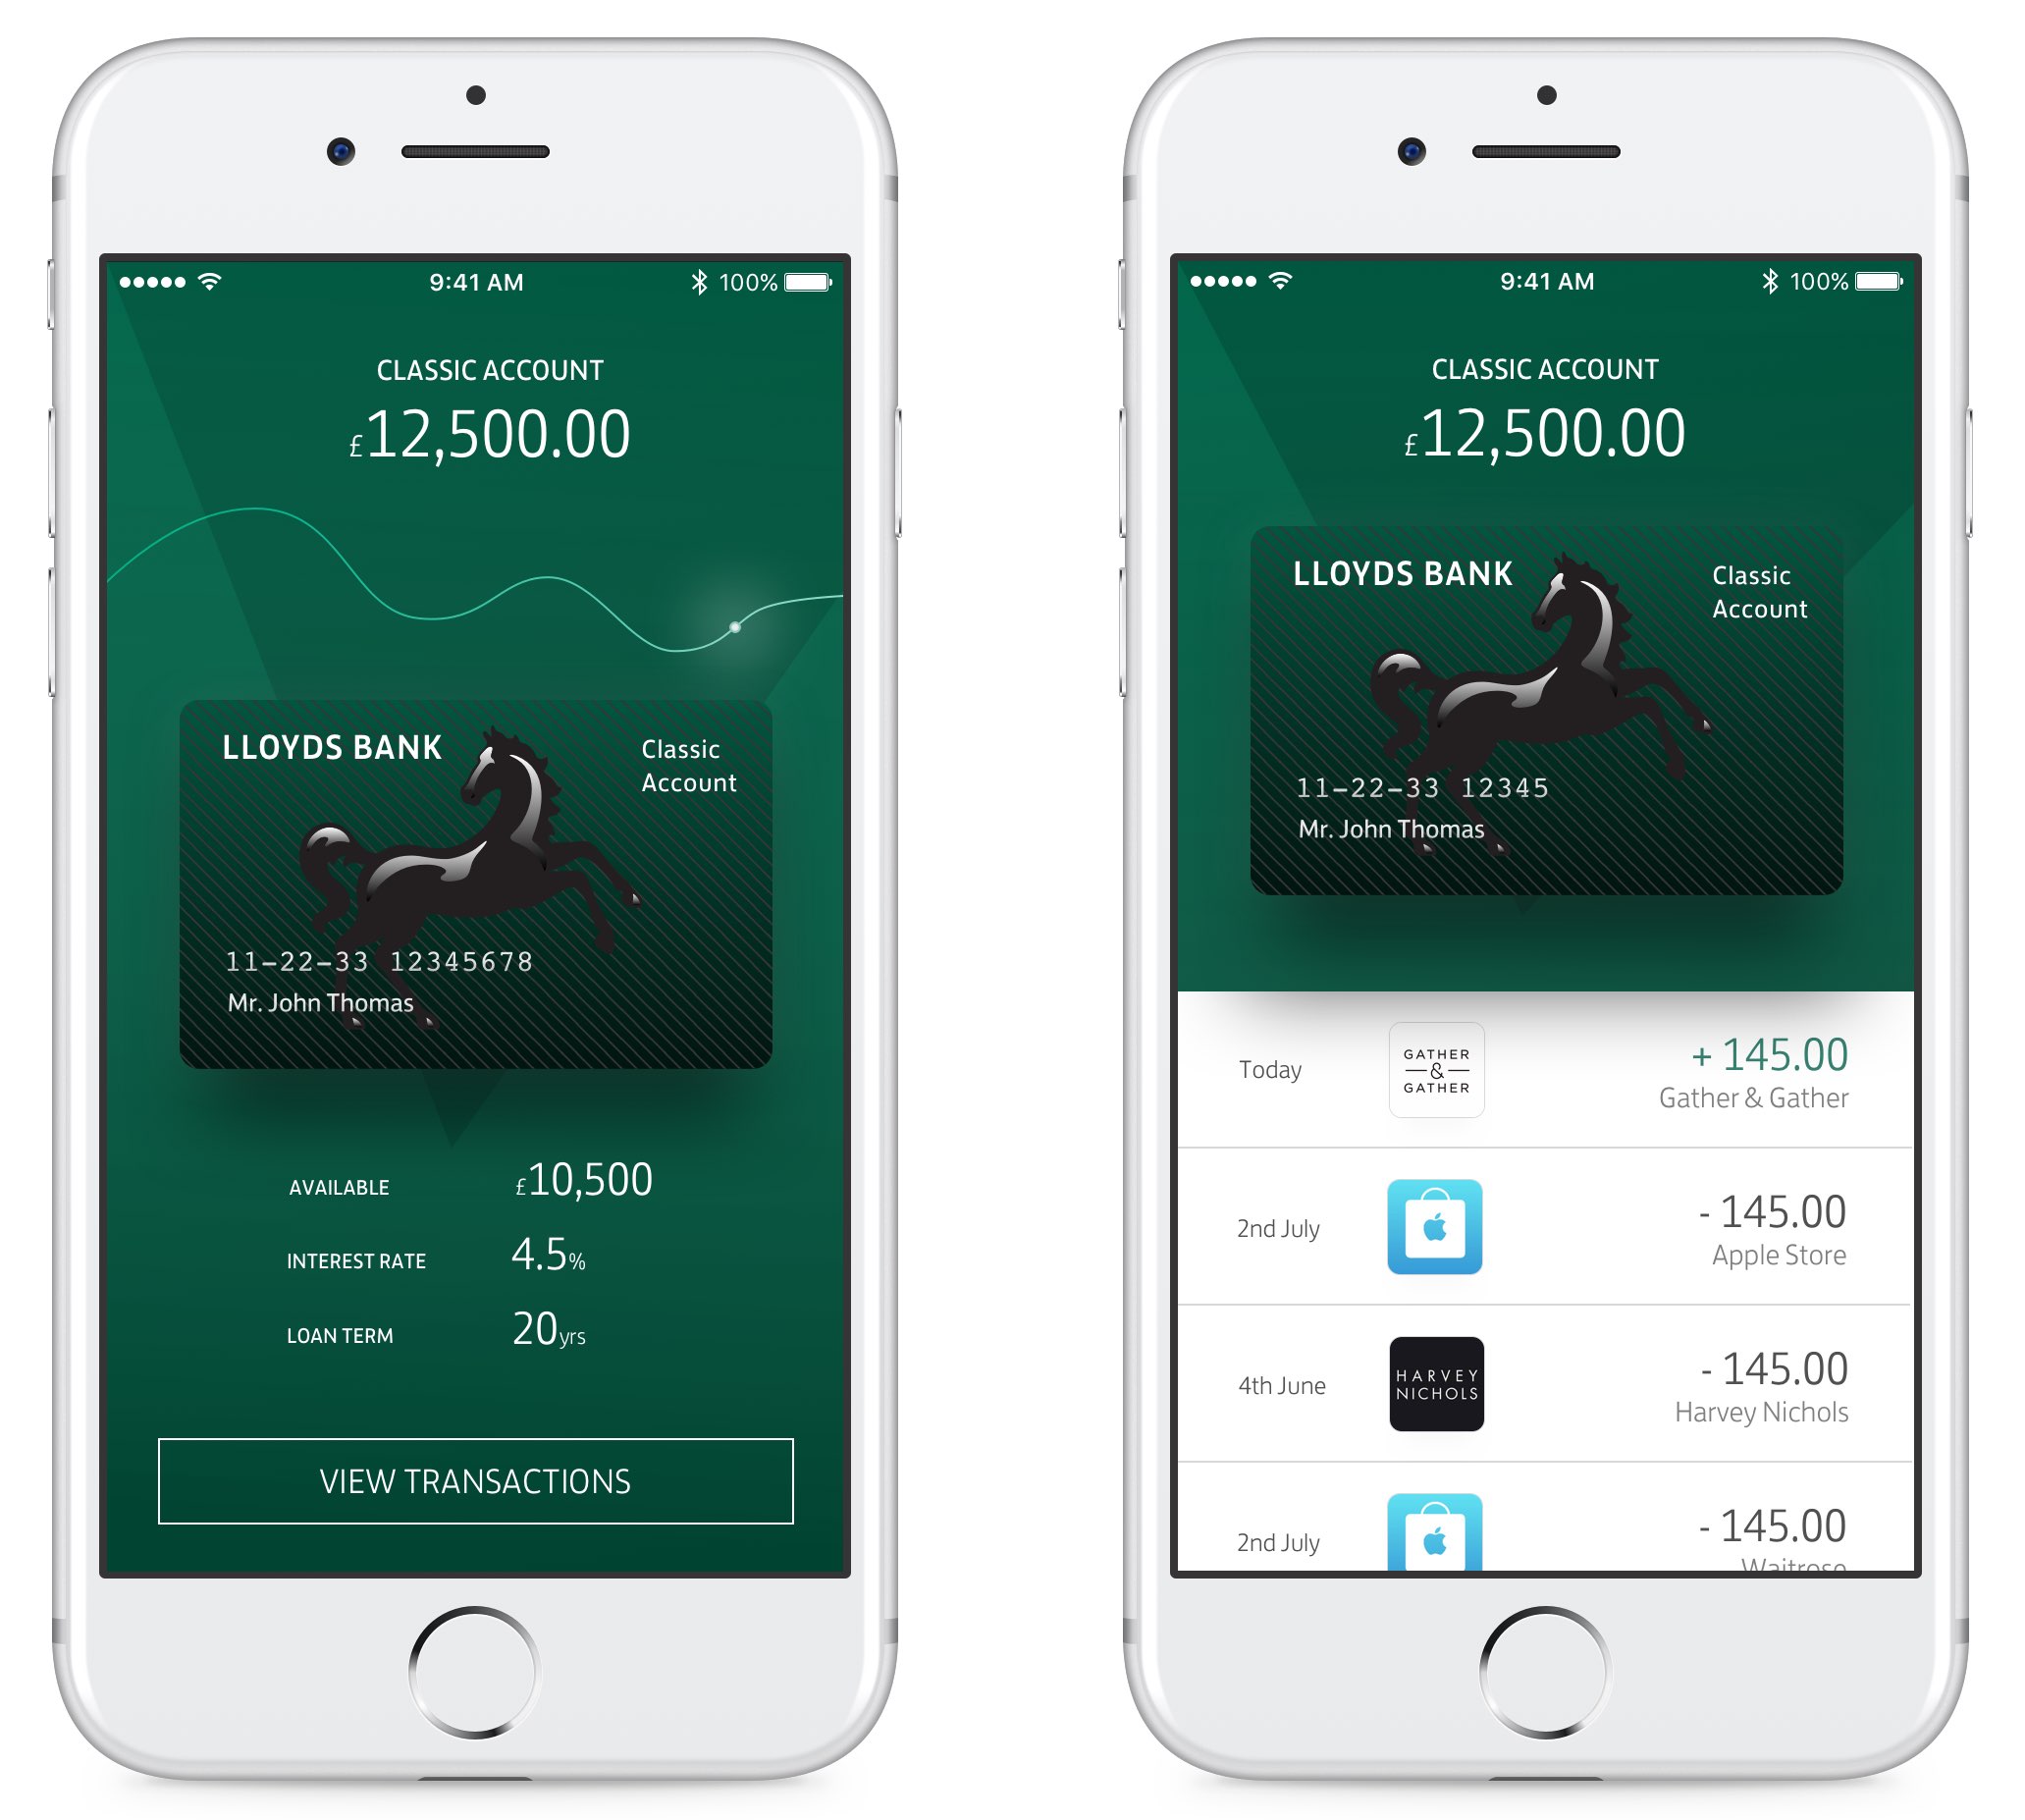 9:41 AM
100%
CLASSIC ACCOUNT
£12,500.00
LLOYDS BANK
Classic
Account
11-22-33 12345678
Mr. John Thomas
AVAILABLE £10,500
INTEREST RATE 4.5%
LOAN TERM 20yrs
VIEW TRANSACTIONS
9:41 AM
100%
CLASSIC ACCOUNT
£12,500.00
LLOYDS BANK
Classic
Account
11-22-33 12345
Mr. John Thomas
Today
GATHER
&
GATHER
+ 145.00
Gather & Gather
2nd July
- 145.00
Apple Store
4th June
HARVEY
NICHOLS
- 145.00
Harvey Nichols
2nd July
- 145.00
Waitrose